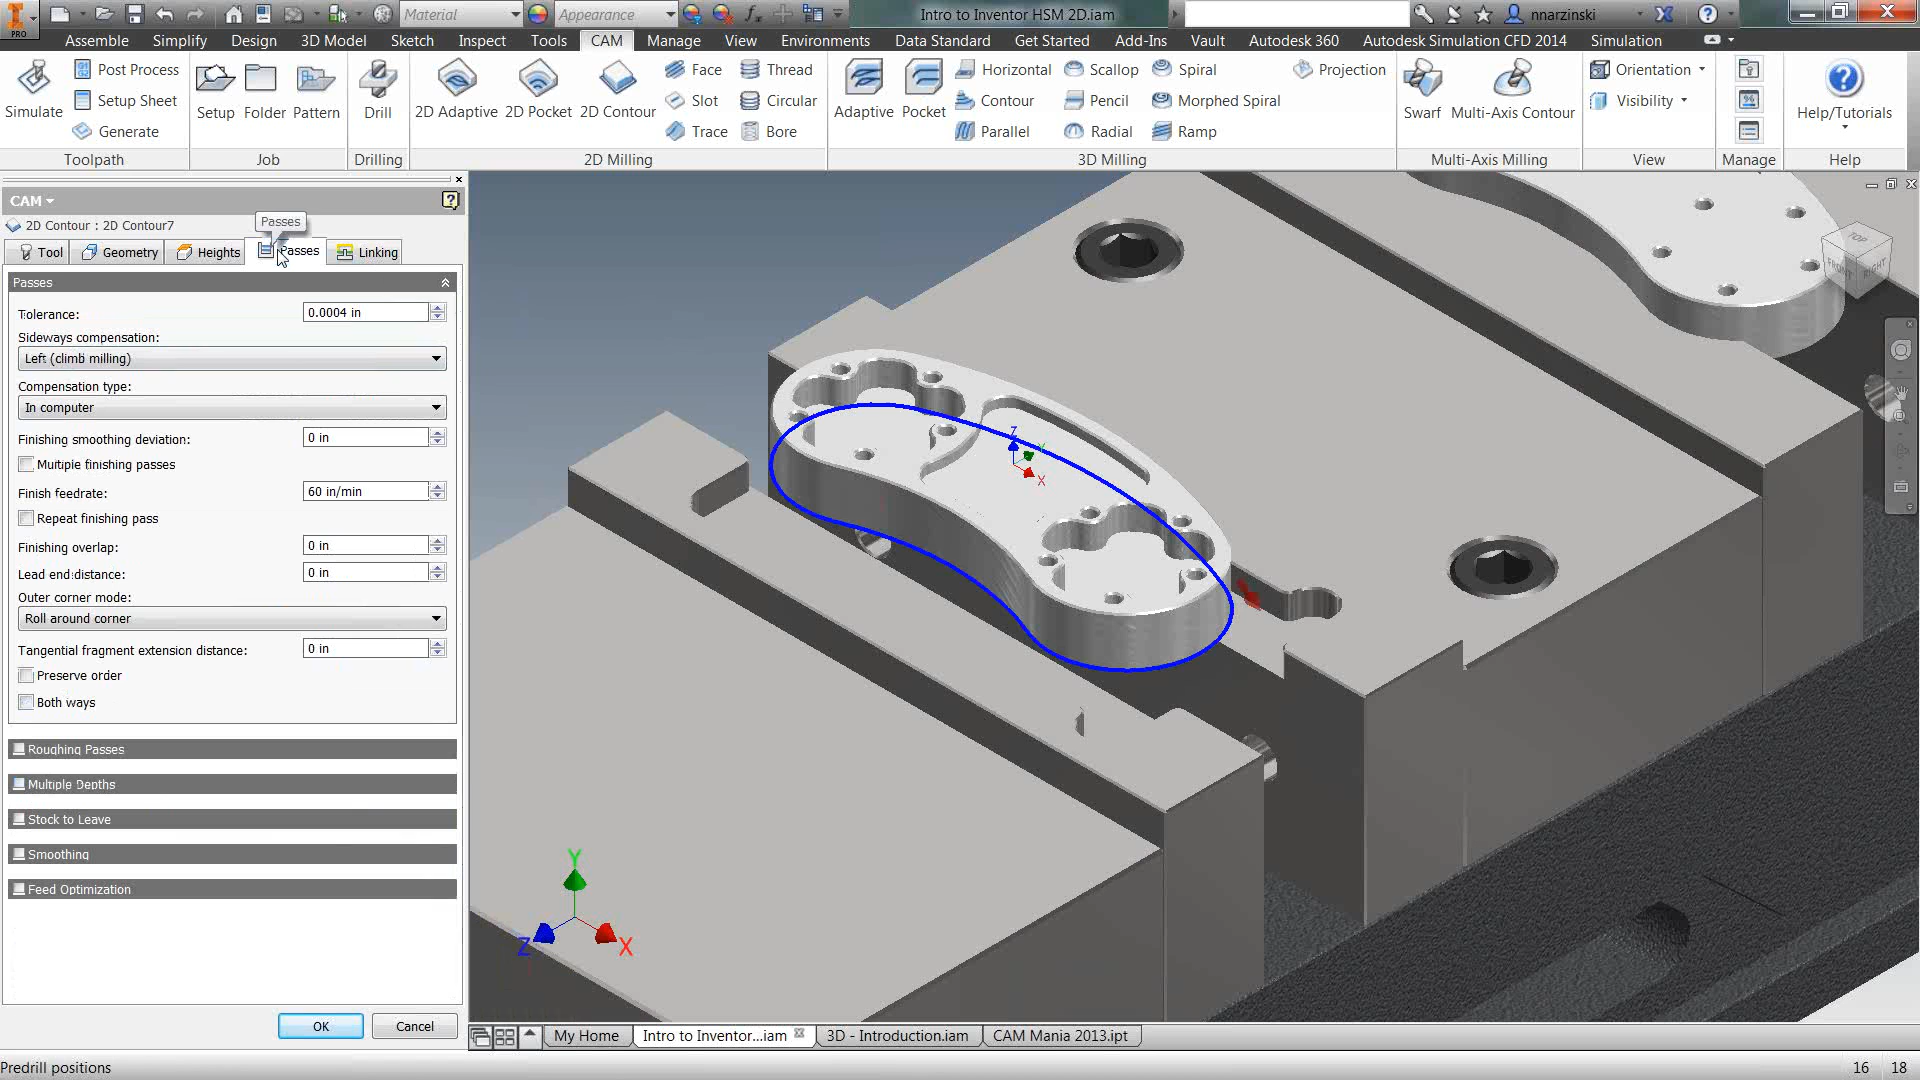 PRO
Material
Appearance
Intro to Inventor HSM 2D.iam
nnarzinski
Assemble Simplify Design 3D Model Sketch Inspect Tools CAM Manage View Environments Data Standard Get Started Add-Ins Vault Autodesk 360 Autodesk Simulation CFD 2014 Simulation
Simulate
Post Process
Setup Sheet
Generate
Toolpath
Setup Folder Pattern
Job
Drill
Drilling
2D Adaptive 2D Pocket 2D Contour
Face
Slot
Trace
Thread
Circular
Bore
2D Milling
Adaptive Pocket
Horizontal
Contour
Parallel
Scallop
Pencil
Radial
Spiral
Morphed Spiral
Ramp
Projection
3D Milling
Swarf Multi-Axis Contour
Multi-Axis Milling
Orientation
Visibility
View
Manage
Help/Tutorials
Help
CAM
2D Contour : 2D Contour7
Passes
Tool Geometry Heights Passes Linking
Passes
Tolerance: 0.0004 in
Sideways compensation:
Left (climb milling)
Compensation type:
In computer
Finishing smoothing deviation: 0 in
Multiple finishing passes
Finish feedrate: 60 in/min
Repeat finishing pass
Finishing overlap: 0 in
Lead end distance: 0 in
Outer corner mode:
Roll around corner
Tangential fragment extension distance: 0 in
Preserve order
Both ways
Roughing Passes
Multiple Depths
Stock to Leave
Smoothing
Feed Optimization
OK Cancel
TOP
FRONT RIGHT
Z
Y
X
Y
Z
X
My Home Intro to Inventor...iam 3D - Introduction.iam CAM Mania 2013.ipt
Predrill positions
16 18